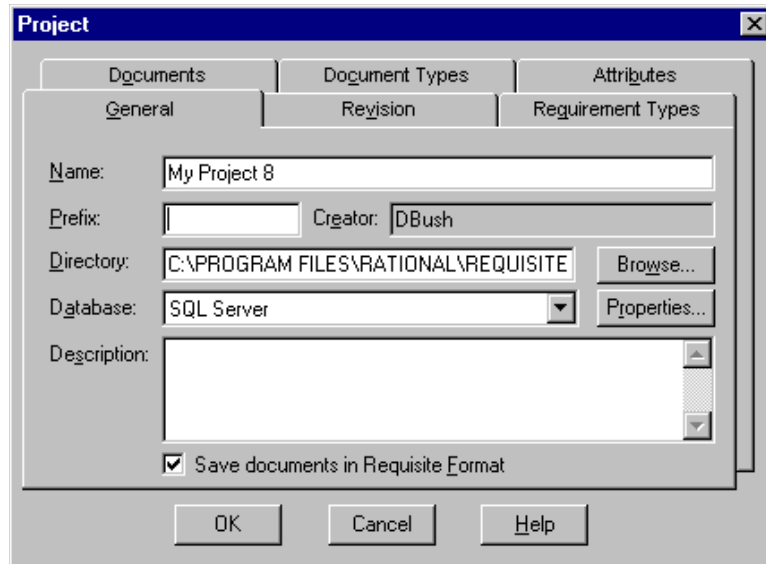 Project
Documents Document Types Attributes
General Revision Requirement Types
Name: My Project 8
Prefix: Creator: DBush
Directory: C:\PROGRAM FILES\RATIONAL\REQUISITE Browse...
Database: SQL Server Properties...
Description:
Save documents in Requisite Format
OK Cancel Help